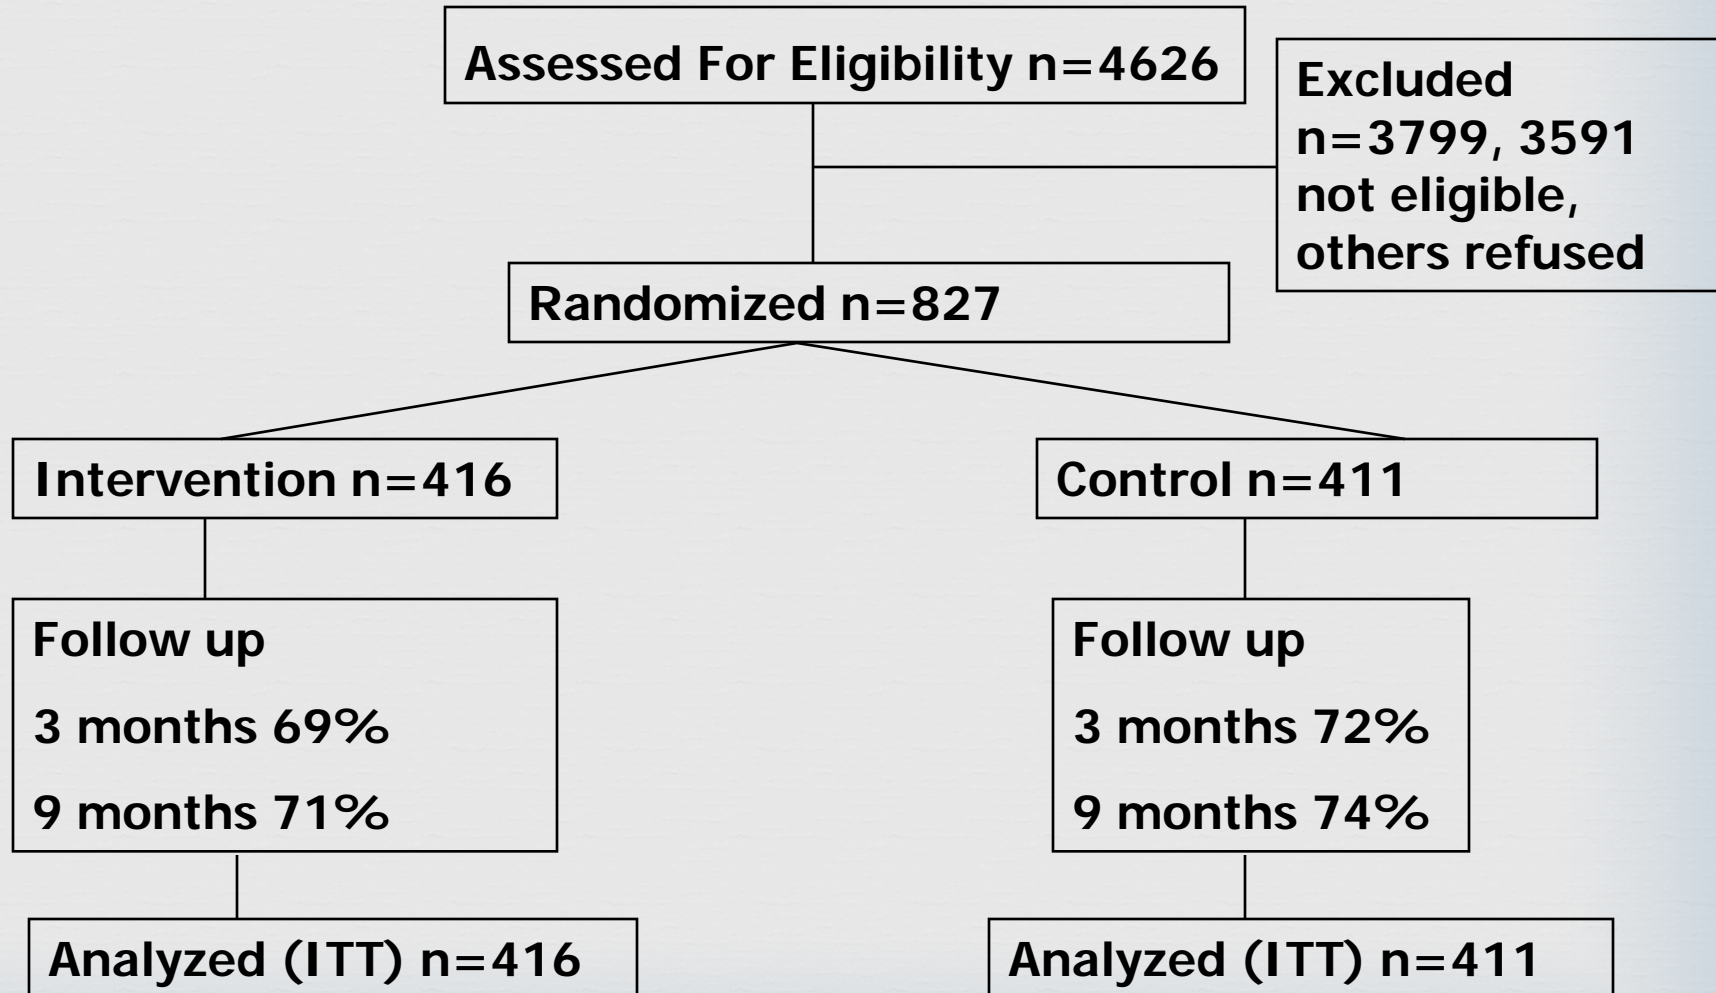 Assessed For Eligibility n=4626
Excluded
n=3799, 3591
not eligible,
others refused
Randomized n=827
Intervention n=416
Control n=411
Follow up
3 months 69%
9 months 71%
Follow up
3 months 72%
9 months 74%
Analyzed (ITT) n=416
Analyzed (ITT) n=411